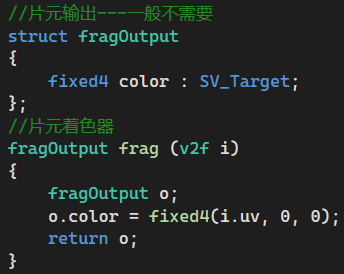 //片元输出---一般不需要
struct fragOutput
{
    fixed4 color : SV_Target;
};
//片元着色器
fragOutput frag (v2f i)
{
    fragOutput o;
    o.color = fixed4(i.uv, 0, 0);
    return o;
}